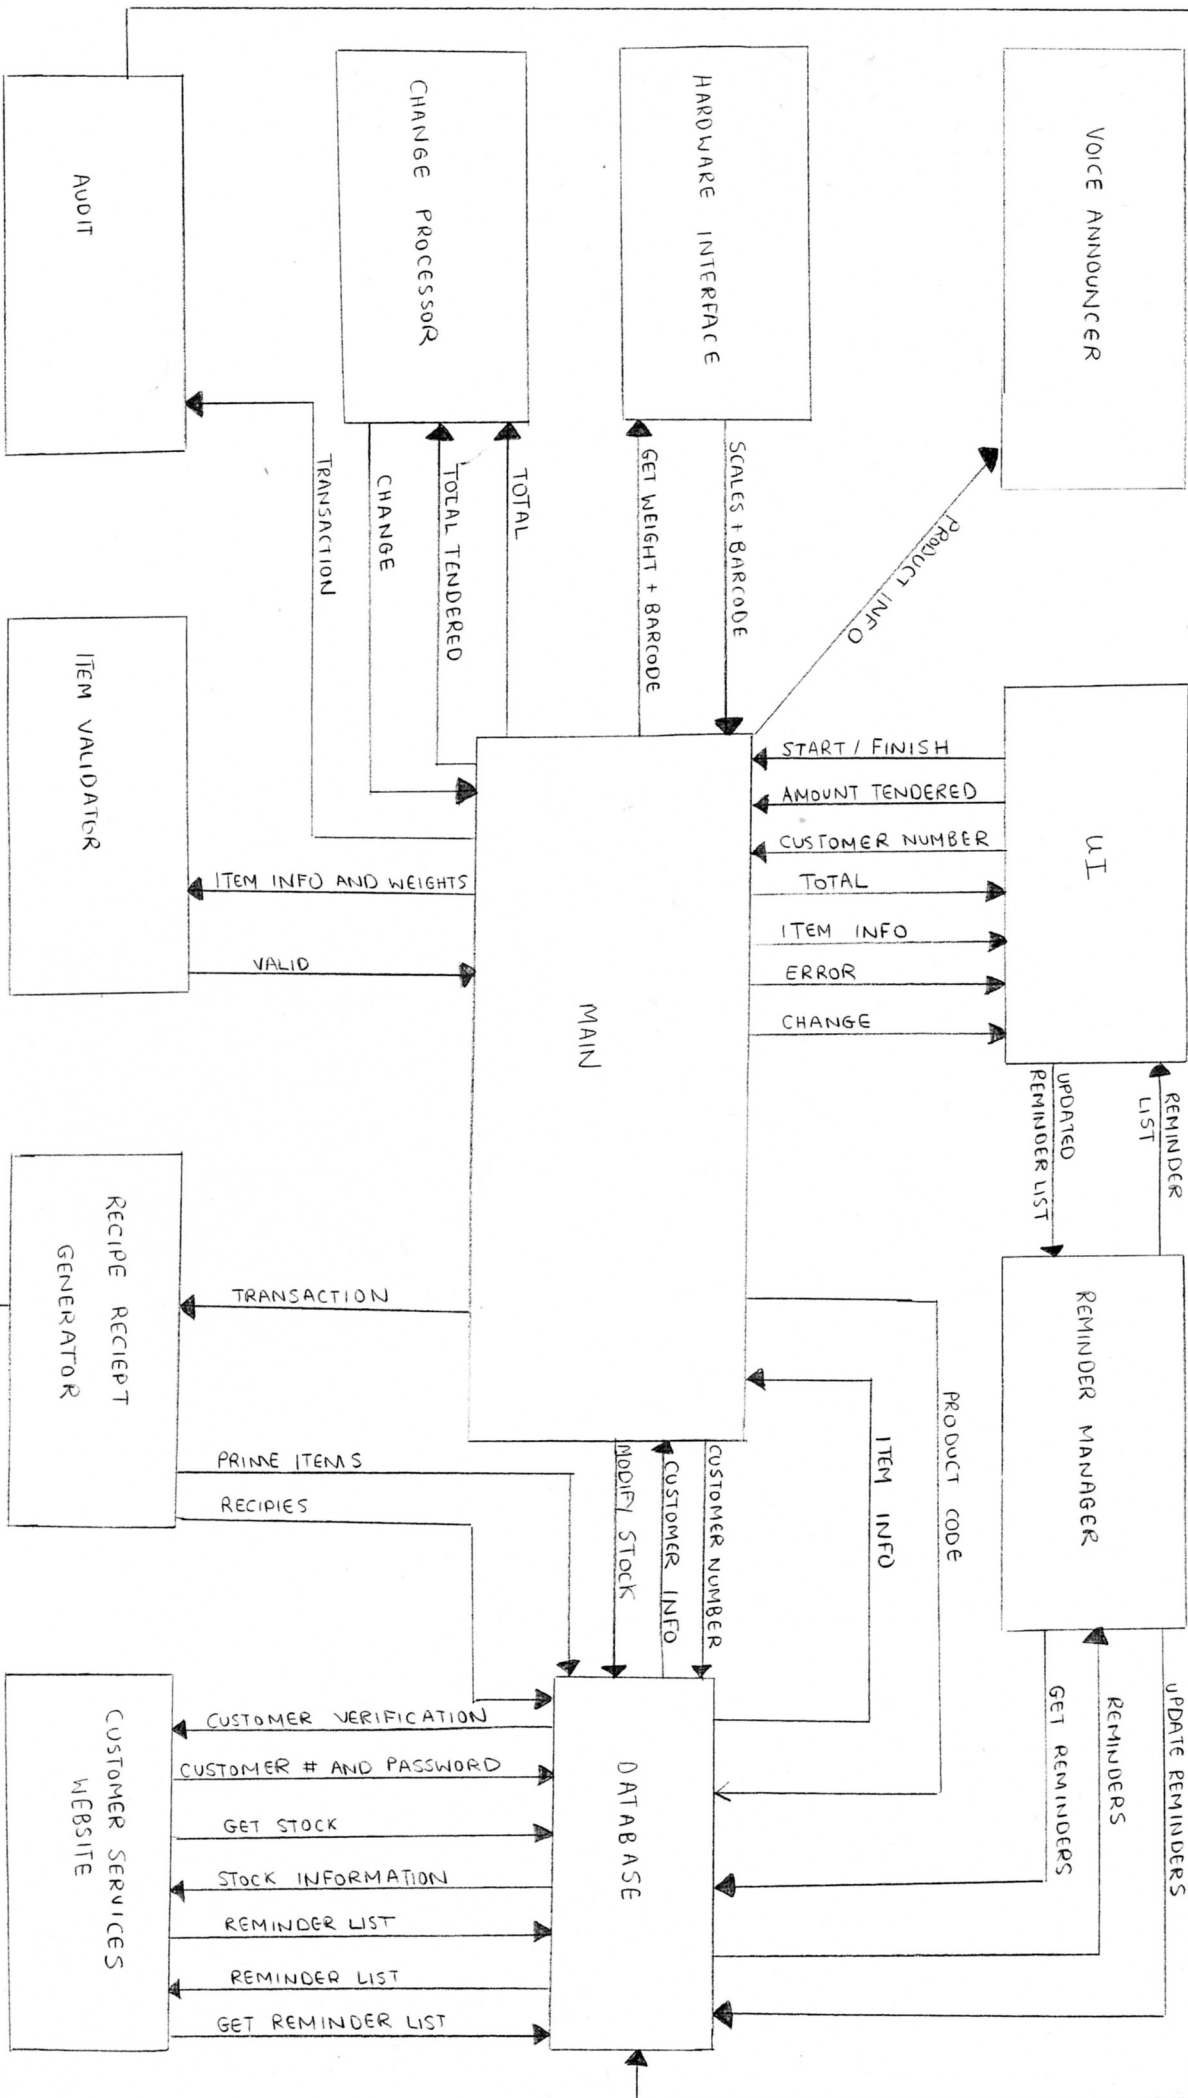 VOICE ANNOUNCER
HARDWARE INTERFACE
CHANGE PROCESSOR
AUDIT
PRODUCT INFO
SCALES + BARCODE
GET WEIGHT + BARCODE
TOTAL
TOTAL TENDERED
CHANGE
TRANSACTION
UI
START / FINISH
AMOUNT TENDERED
CUSTOMER NUMBER
TOTAL
ITEM INFO
ERROR
CHANGE
MAIN
ITEM INFO AND WEIGHTS
VALID
ITEM VALIDATOR
REMINDER
LIST
UPDATED
REMINDER LIST
REMINDER MANAGER
PRODUCT CODE
ITEM INFO
CUSTOMER NUMBER
CUSTOMER INFO
MODIFY STOCK
TRANSACTION
RECIPE RECIEPT
GENERATOR
PRIME ITEMS
RECIPIES
UPDATE REMINDERS
REMINDERS
GET REMINDERS
DATABASE
CUSTOMER VERIFICATION
CUSTOMER # AND PASSWORD
GET STOCK
STOCK INFORMATION
REMINDER LIST
REMINDER LIST
GET REMINDER LIST
CUSTOMER SERVICES
WEBSITE